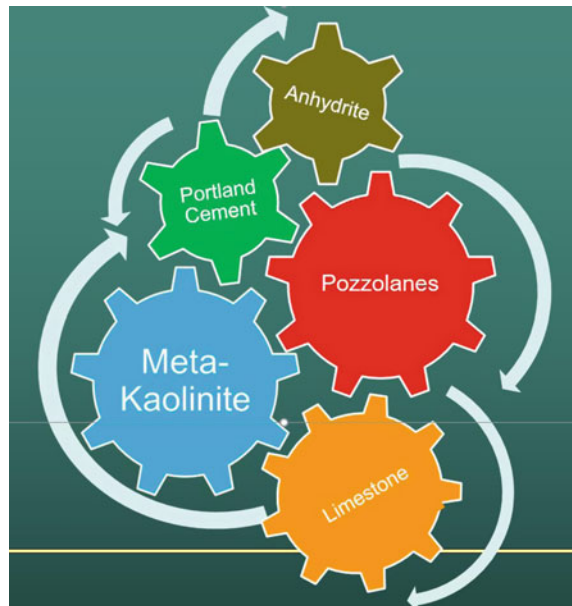 Anhydrite
Portland
Cement
Pozzolanes
Meta-
Kaolinite
Limestone